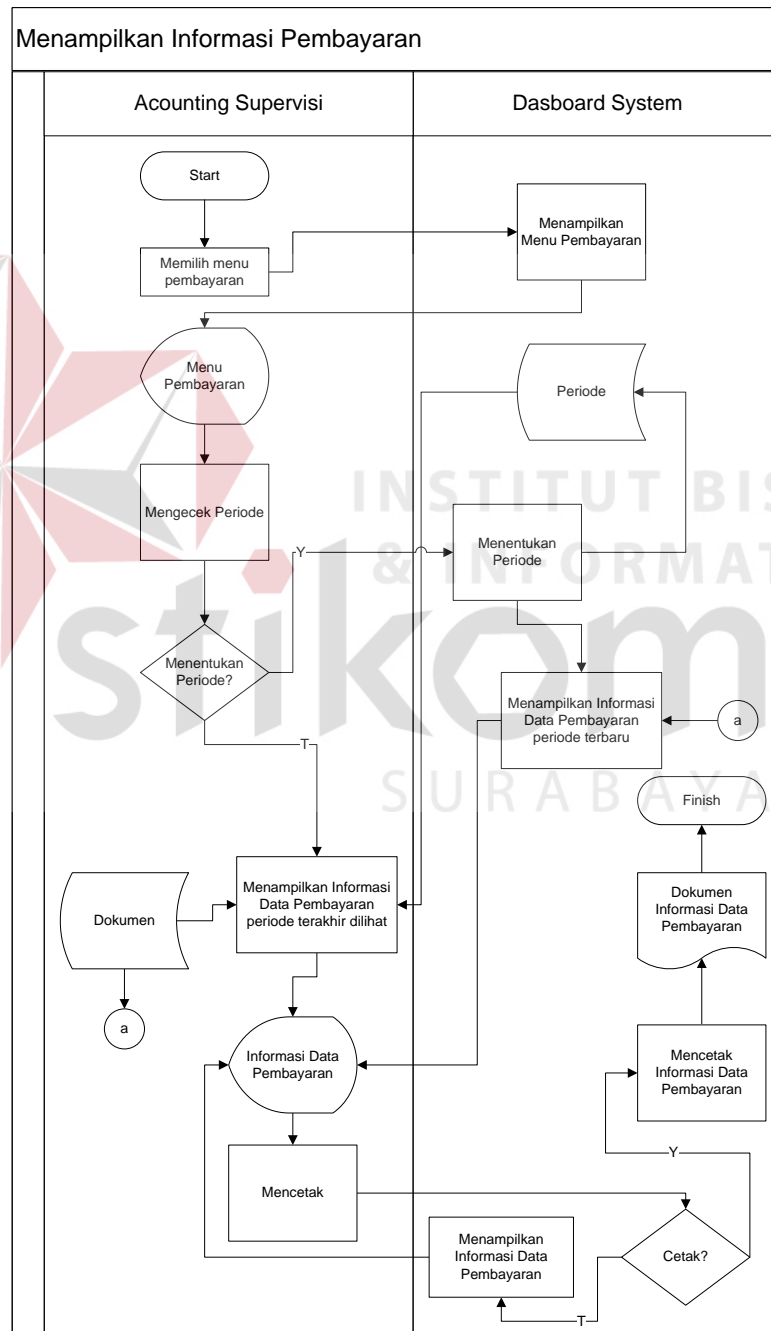 Menampilkan Informasi Pembayaran
Acounting Supervisi
Dasboard System
Start
Menampilkan
Menu Pembayaran
Memilih menu
pembayaran
Menu
Pembayaran
Periode
INSTITUT BIS
Mengecek Periode
Y
Menentukan
Periode
& INFORMAT
stikom
Menentukan
Periode?
Menampilkan Informasi
Data Pembayaran
periode terbaru
a
T
SURABAYA
Finish
Menampilkan Informasi
Data Pembayaran
periode terakhir dilihat
Dokumen
Dokumen
Informasi Data
Pembayaran
a
Informasi Data
Pembayaran
Mencetak
Informasi Data
Pembayaran
Y
Mencetak
Menampilkan
Informasi Data
Pembayaran
Cetak?
T